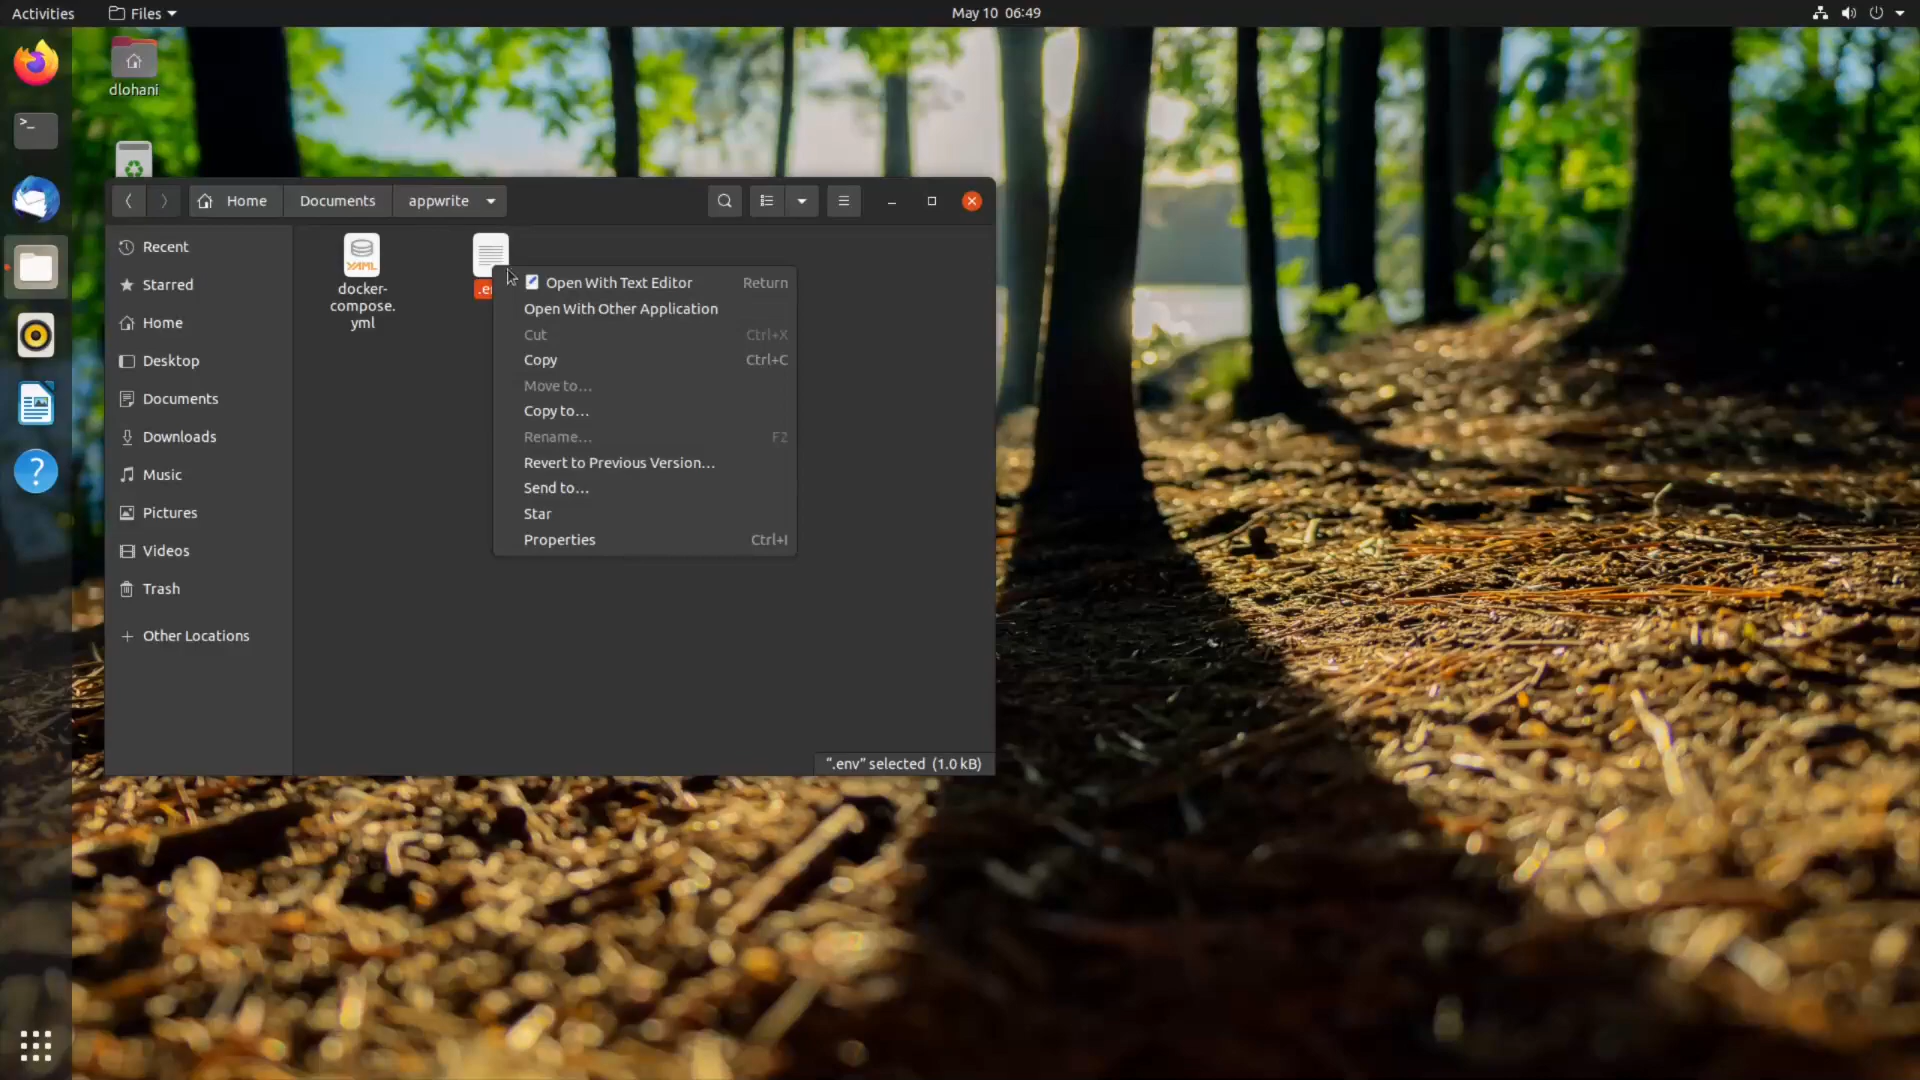 Activities
Files
May 10 06:49
dlohani
Home
Documents
appwrite
Recent
Starred
Home
Desktop
Documents
Downloads
Music
Pictures
Videos
Trash
Other Locations
YAML
docker-
compose.
yml
Open With Text Editor Return
Open With Other Application
Cut Ctrl+X
Copy Ctrl+C
Move to...
Copy to...
Rename... F2
Revert to Previous Version...
Send to...
Star
Properties Ctrl+I
“.env” selected (1.0 kB)